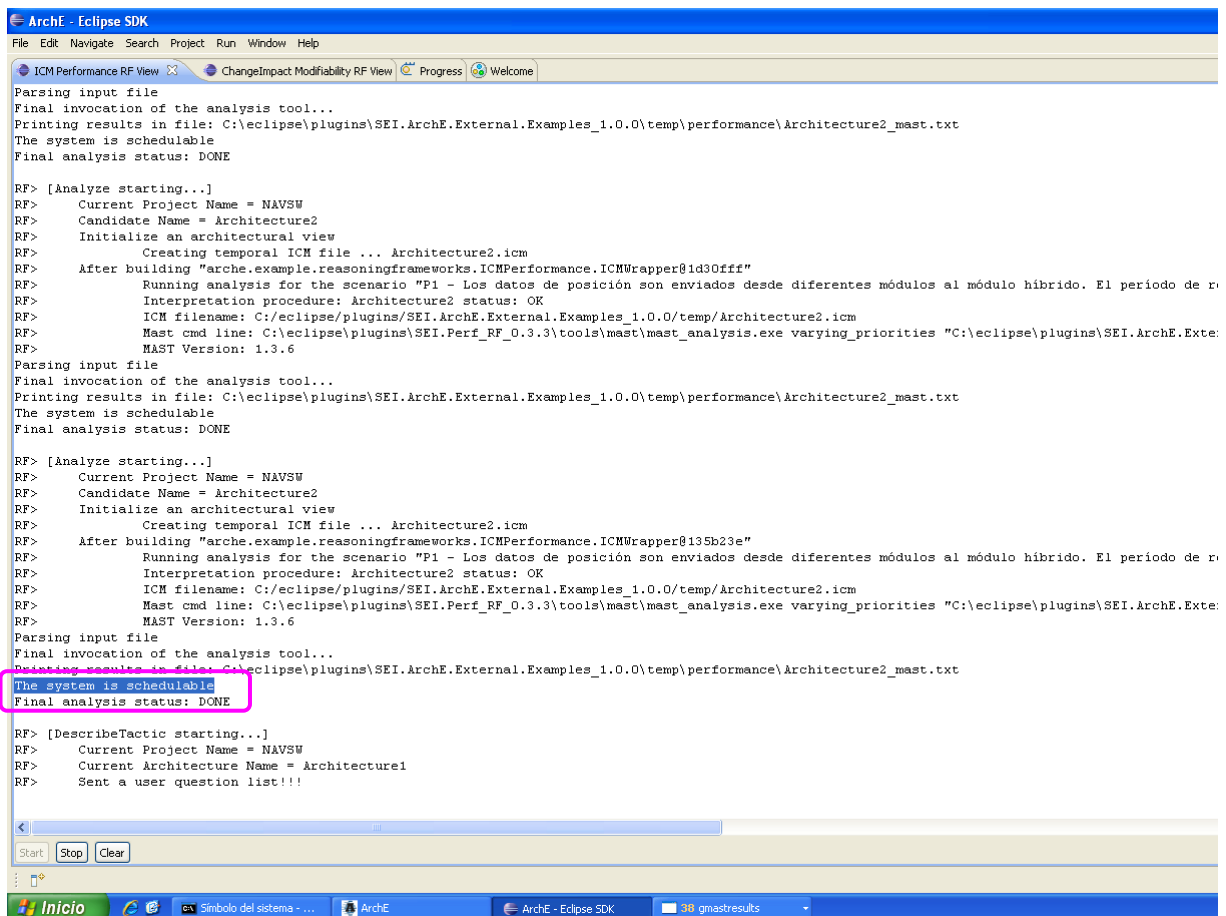 ArchE - Eclipse SDK
File Edit Navigate Search Project Run Window Help
ICM Performance RF View ChangeImpact Modifiability RF View Progress Welcome
Parsing input file
Final invocation of the analysis tool...
Printing results in file: C:\eclipse\plugins\SEI.ArchE.External.Examples_1.0.0\temp\performance\Architecture2_mast.txt
The system is schedulable
Final analysis status: DONE
RF> [Analyze starting...]
RF> Current Project Name = NAVSW
RF> Candidate Name = Architecture2
RF> Initialize an architectural view
RF> Creating temporal ICM file ... Architecture2.icm
RF> After building "arche.example.reasoningframeworks.ICMPerformance.ICMWrapper@1d30fff"
RF> Running analysis for the scenario "P1 - Los datos de posición son enviados desde diferentes módulos al módulo híbrido. El período de re
RF> Interpretation procedure: Architecture2 status: OK
RF> ICM filename: C:/eclipse/plugins/SEI.ArchE.External.Examples_1.0.0/temp/Architecture2.icm
RF> Mast cmd line: C:\eclipse\plugins\SEI.Perf_RF_0.3.3\tools\mast\mast_analysis.exe varying_priorities "C:\eclipse\plugins\SEI.ArchE.Exte
RF> MAST Version: 1.3.6
Parsing input file
Final invocation of the analysis tool...
Printing results in file: C:\eclipse\plugins\SEI.ArchE.External.Examples_1.0.0\temp\performance\Architecture2_mast.txt
The system is schedulable
Final analysis status: DONE
RF> [Analyze starting...]
RF> Current Project Name = NAVSW
RF> Candidate Name = Architecture2
RF> Initialize an architectural view
RF> Creating temporal ICM file ... Architecture2.icm
RF> After building "arche.example.reasoningframeworks.ICMPerformance.ICMWrapper@135b23e"
RF> Running analysis for the scenario "P1 - Los datos de posición son enviados desde diferentes módulos al módulo híbrido. El período de re
RF> Interpretation procedure: Architecture2 status: OK
RF> ICM filename: C:/eclipse/plugins/SEI.ArchE.External.Examples_1.0.0/temp/Architecture2.icm
RF> Mast cmd line: C:\eclipse\plugins\SEI.Perf_RF_0.3.3\tools\mast\mast_analysis.exe varying_priorities "C:\eclipse\plugins\SEI.ArchE.Exte
RF> MAST Version: 1.3.6
Parsing input file
Final invocation of the analysis tool...
Printing results in file: C:\eclipse\plugins\SEI.ArchE.External.Examples_1.0.0\temp\performance\Architecture2_mast.txt
The system is schedulable
Final analysis status: DONE
RF> [DescribeTactic starting...]
RF> Current Project Name = NAVSW
RF> Current Architecture Name = Architecture1
RF> Sent a user question list!!!
Start Stop Clear
Inicio Símbolo del sistema - ... ArchE ArchE - Eclipse SDK 38 gmastresults